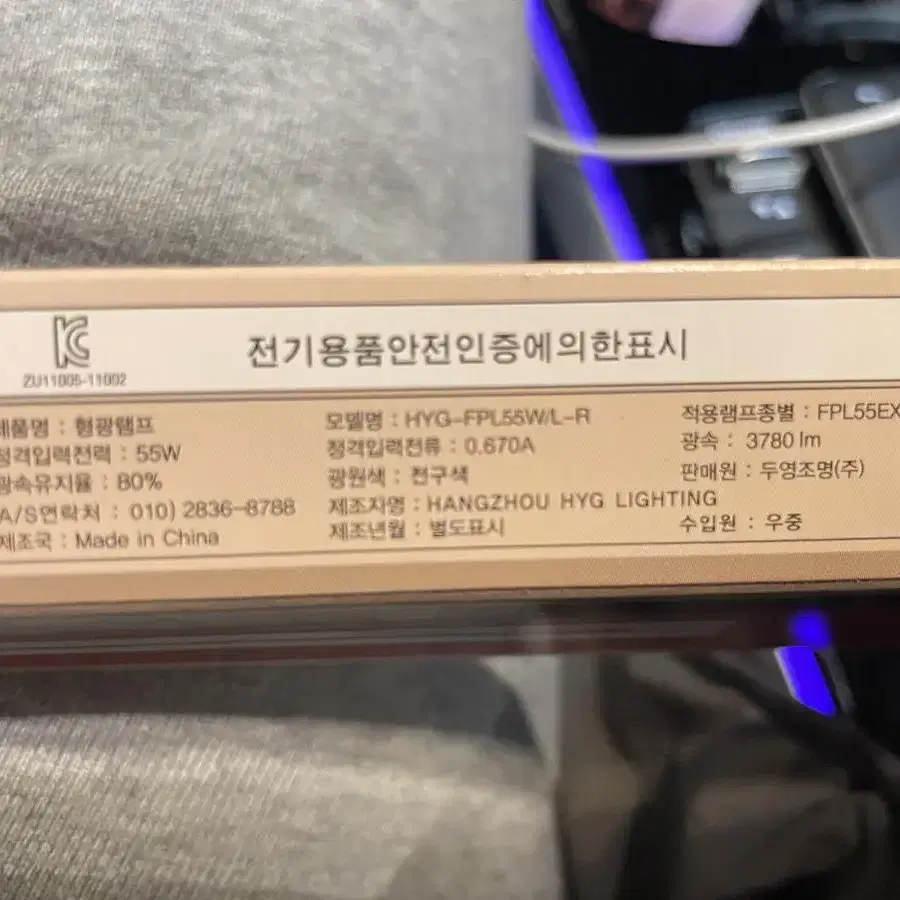 전기용품안전인증에의한표시
KC
ZU11005-11002
제품명 : 형광램프
모델명 : HYG-FPL55W/L-R
적용램프종별 : FPL55EX
정격입력전력 : 55W
정격입력전류 : 0.670A
광속 : 3780 lm
광속유지율 : 80%
광원색 : 전구색
판매원 : 두영조명(주)
A/S연락처 : 010) 2836-8788
제조자명 : HANGZHOU HYG LIGHTING
수입원 : 우중
제조국 : Made in China
제조년월 : 별도표시